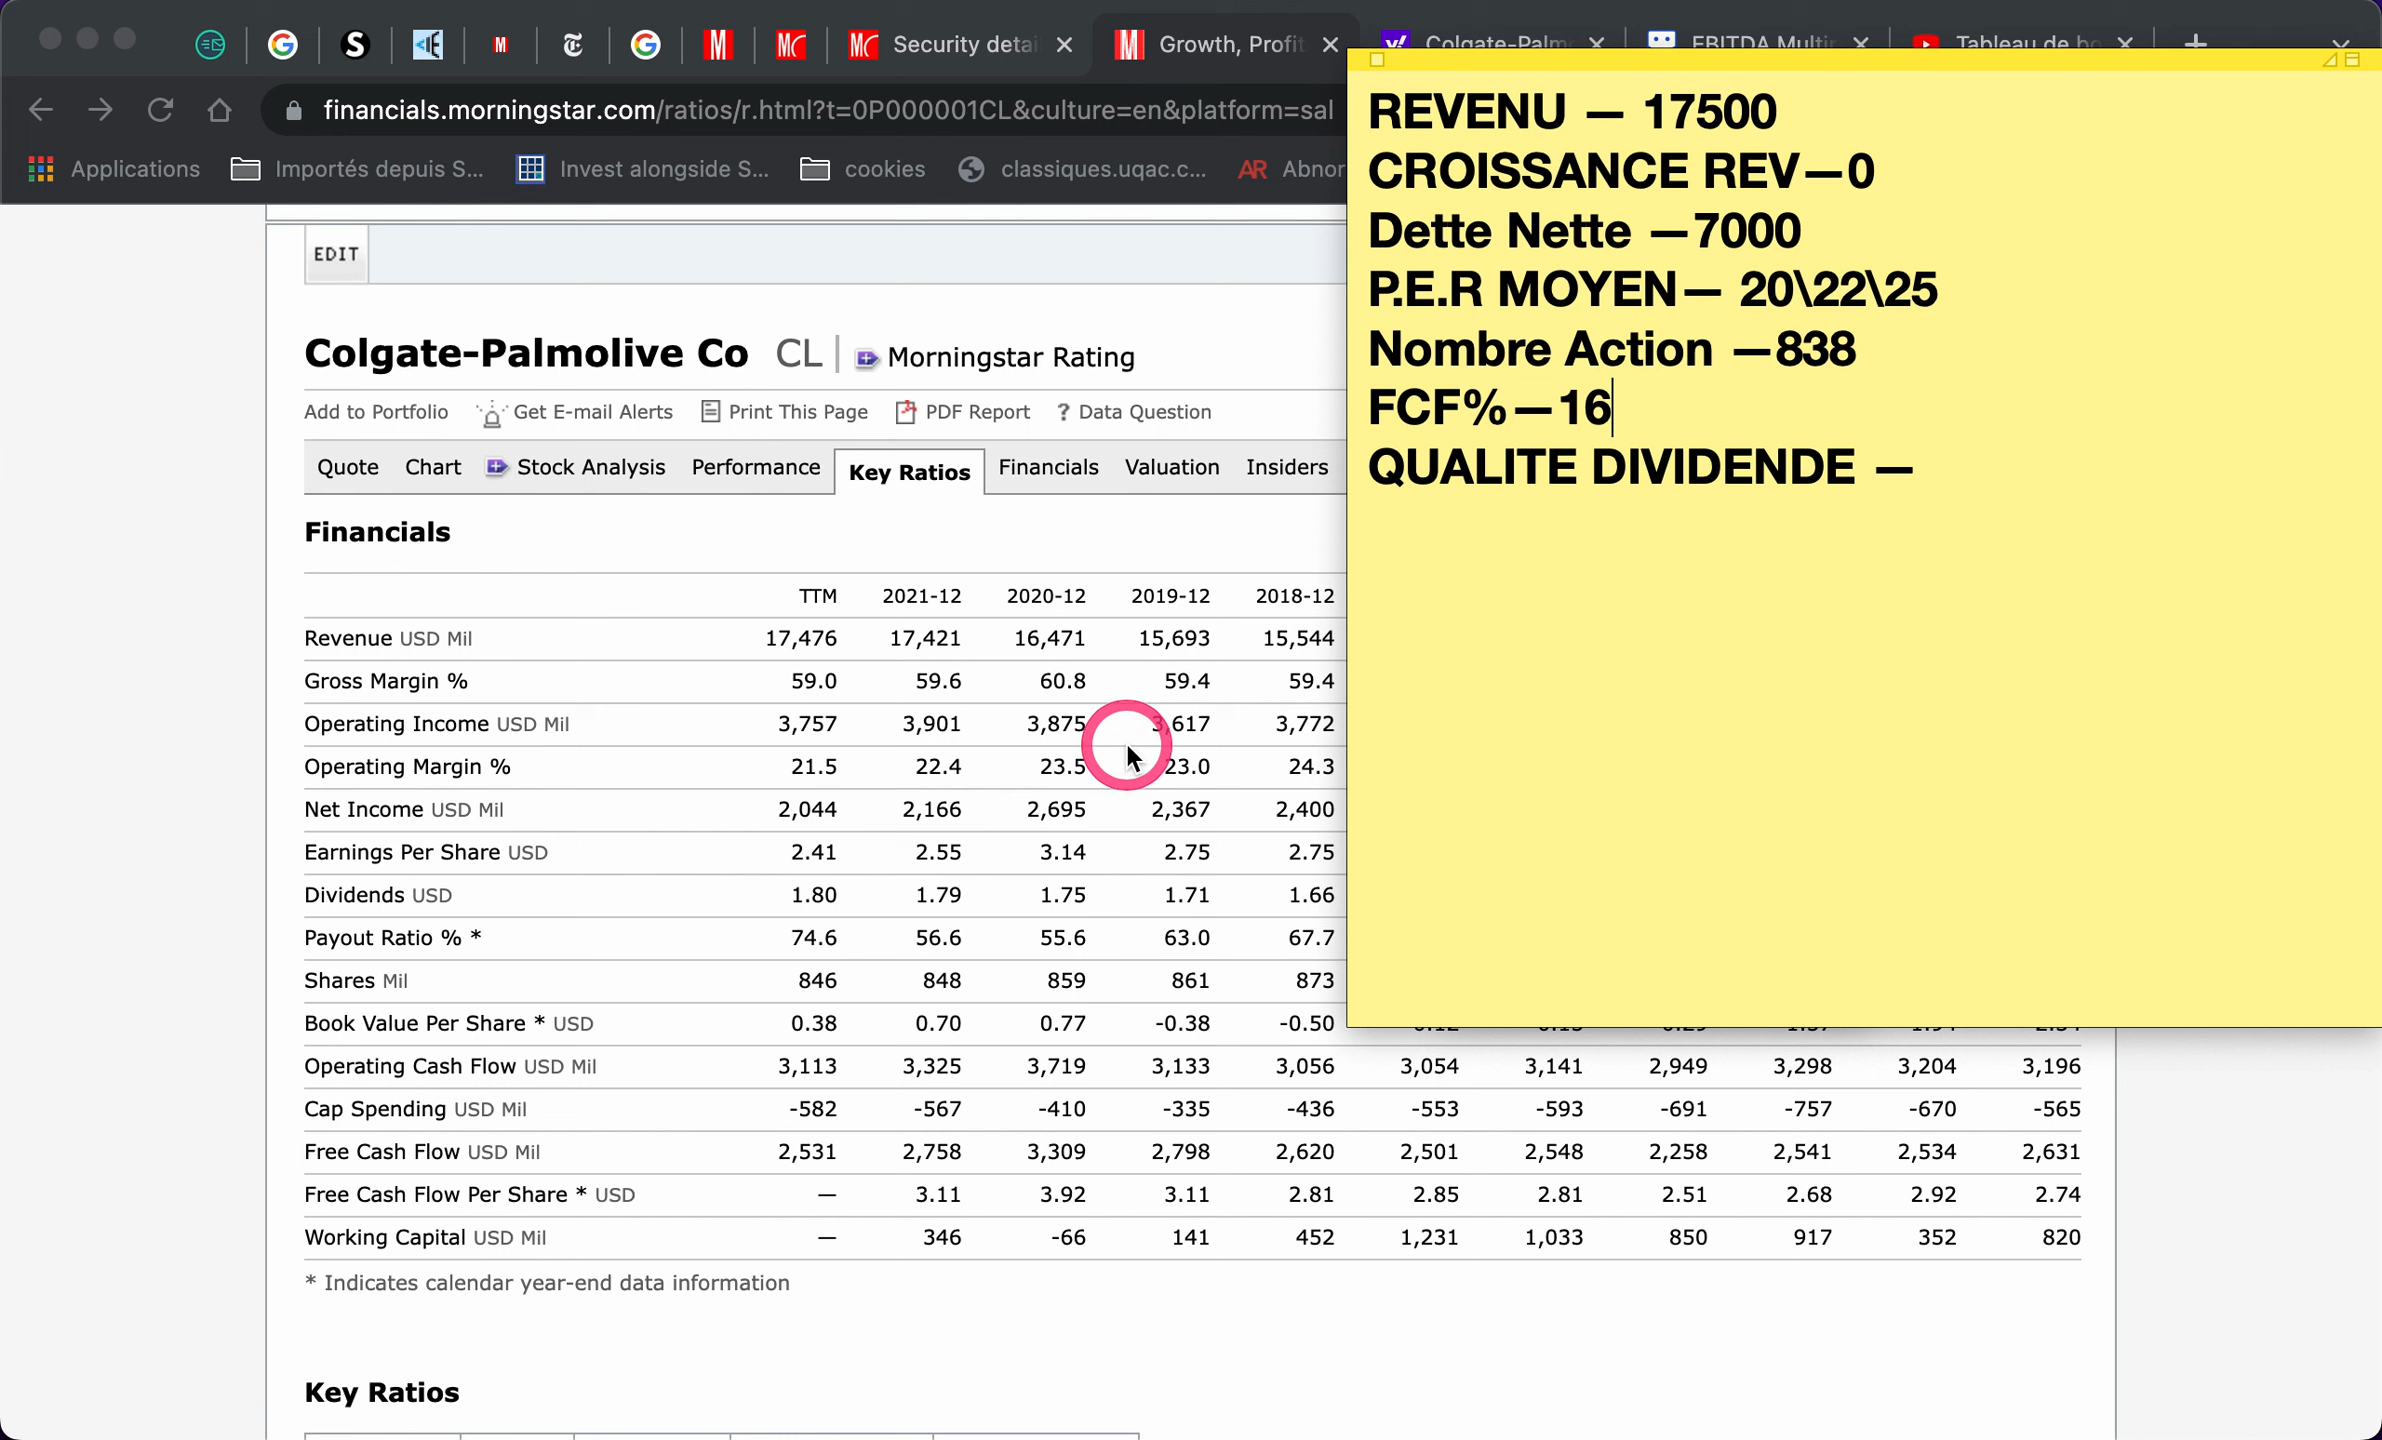 Security detai
Growth, Profit
Colgate-Palm
EBITDA Multi
Tableau de bo
financials.morningstar.com/ratios/r.html?t=0P000001CL&culture=en&platform=sal
Applications
Importés depuis S...
Invest alongside S...
cookies
classiques.uqac.c...
AR Abnor
REVENU — 17500
CROISSANCE REV—0
Dette Nette —7000
P.E.R MOYEN— 20\22\25
Nombre Action —838
FCF%—16
QUALITE DIVIDENDE —
EDIT
Colgate-Palmolive Co CL Morningstar Rating
Add to Portfolio Get E-mail Alerts Print This Page PDF Report ? Data Question
Quote Chart Stock Analysis Performance Key Ratios Financials Valuation Insiders
Financials
TTM 2021-12 2020-12 2019-12 2018-12
Revenue USD Mil 17,476 17,421 16,471 15,693 15,544
Gross Margin % 59.0 59.6 60.8 59.4 59.4
Operating Income USD Mil 3,757 3,901 3,875 3,617 3,772
Operating Margin % 21.5 22.4 23.5 23.0 24.3
Net Income USD Mil 2,044 2,166 2,695 2,367 2,400
Earnings Per Share USD 2.41 2.55 3.14 2.75 2.75
Dividends USD 1.80 1.79 1.75 1.71 1.66
Payout Ratio % * 74.6 56.6 55.6 63.0 67.7
Shares Mil 846 848 859 861 873
Book Value Per Share * USD 0.38 0.70 0.77 -0.38 -0.50
Operating Cash Flow USD Mil 3,113 3,325 3,719 3,133 3,056 3,054 3,141 2,949 3,298 3,204 3,196
Cap Spending USD Mil -582 -567 -410 -335 -436 -553 -593 -691 -757 -670 -565
Free Cash Flow USD Mil 2,531 2,758 3,309 2,798 2,620 2,501 2,548 2,258 2,541 2,534 2,631
Free Cash Flow Per Share * USD — 3.11 3.92 3.11 2.81 2.85 2.81 2.51 2.68 2.92 2.74
Working Capital USD Mil — 346 -66 141 452 1,231 1,033 850 917 352 820
* Indicates calendar year-end data information
Key Ratios